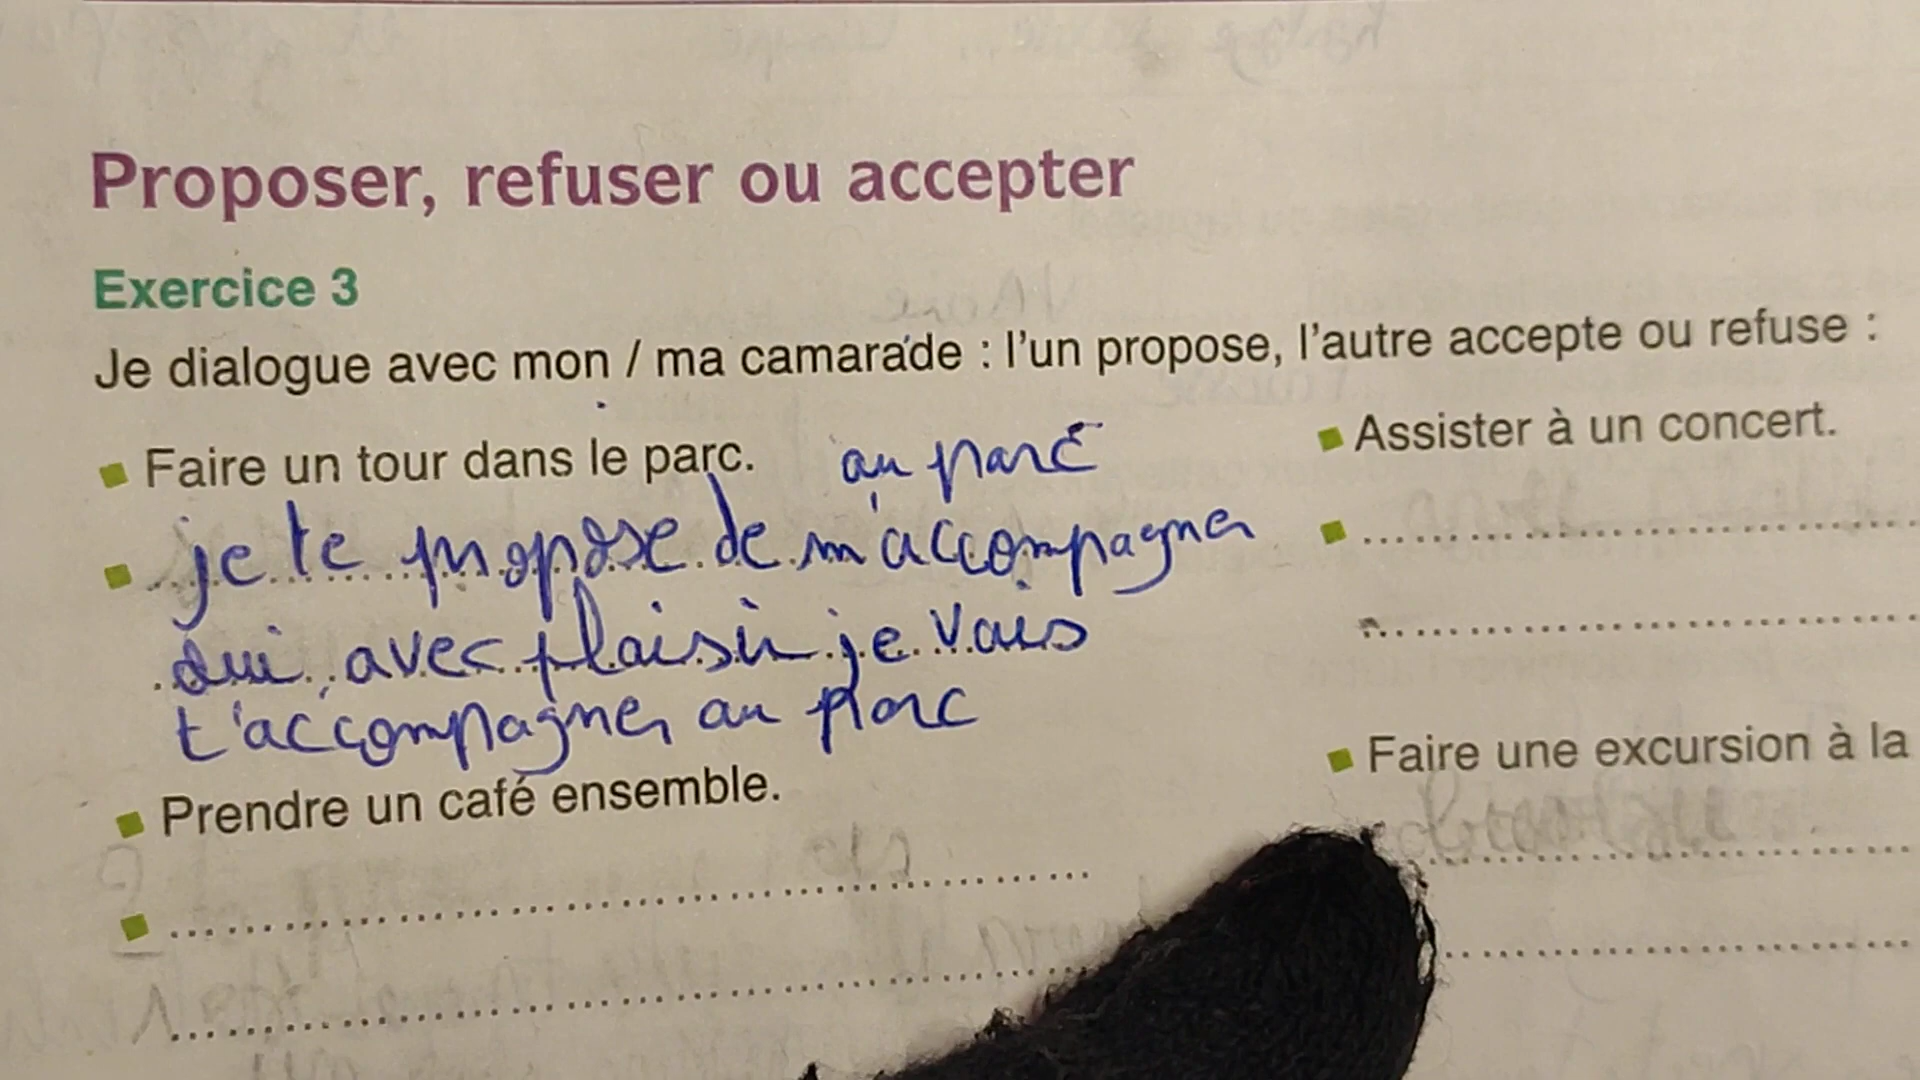 Proposer, refuser ou accepter
Exercice 3
Je dialogue avec mon / ma camarade : l'un propose, l'autre accepte ou refuse :
Faire un tour dans le parc. au parc
je te propose de m'accompagner
oui, avec plaisir je vais
t'accompagner au parc
Prendre un café ensemble.
Assister à un concert.
Faire une excursion à la